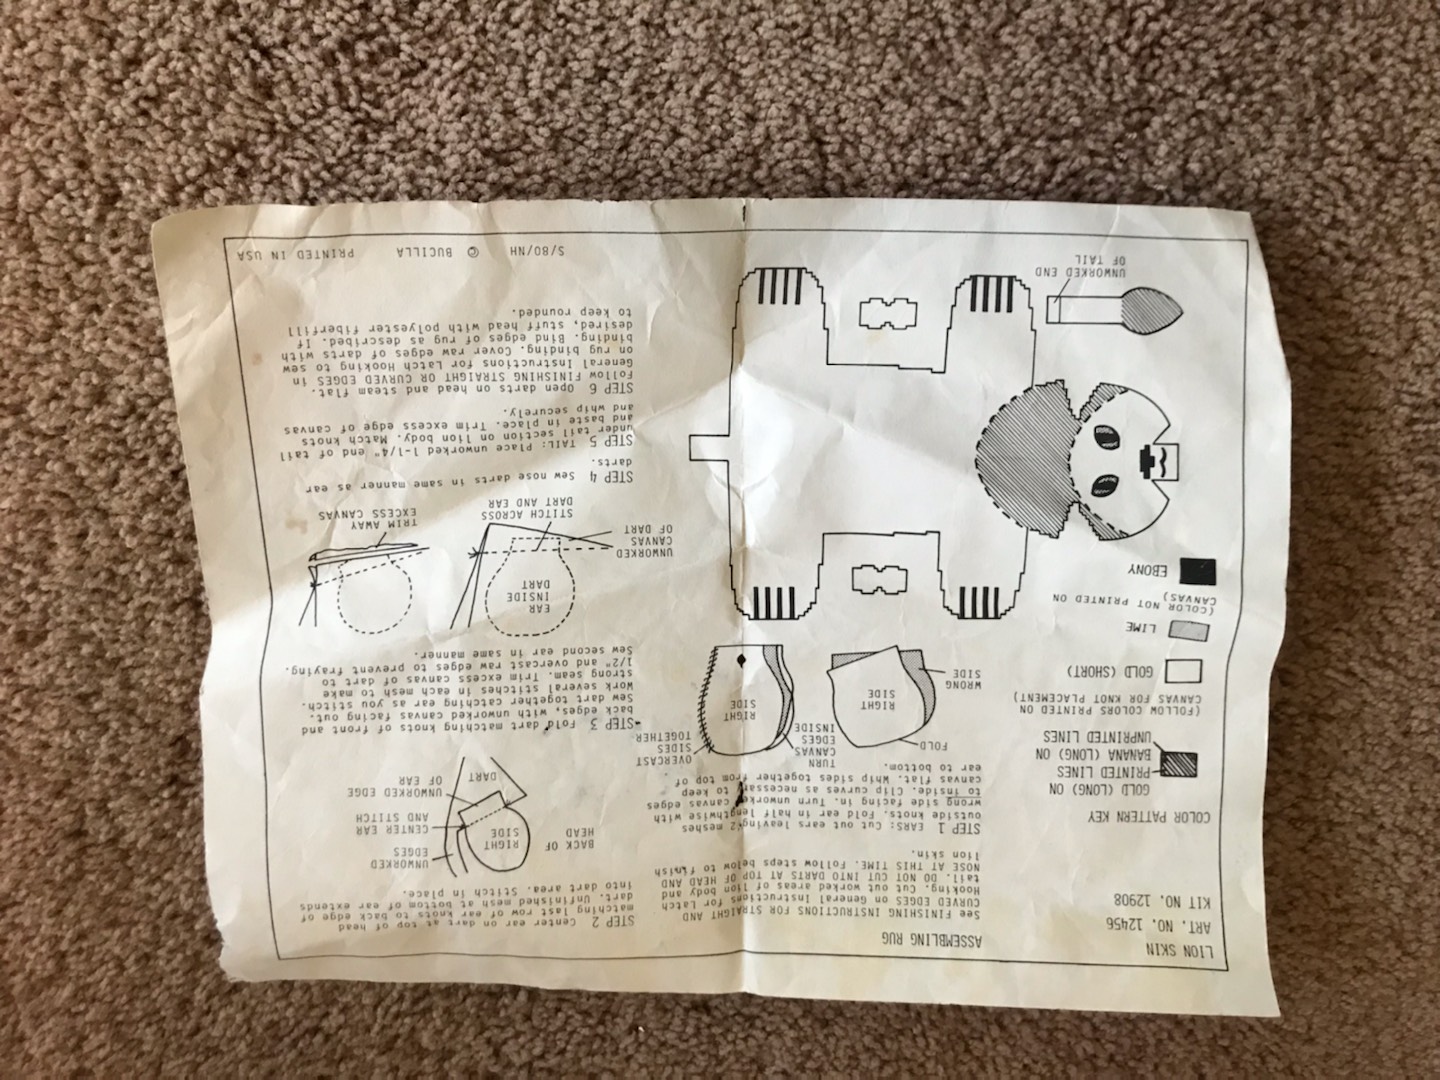 LION SKIN
ART. NO. 12456
KIT NO. 12908
COLOR PATTERN KEY
GOLD (LONG) ON
PRINTED LINES
BANANA (LONG) ON
UNPRINTED LINES
(FOLLOW COLORS PRINTED ON
CANVAS FOR KNOT PLACEMENT)
GOLD (SHORT)
LIME
(COLOR NOT PRINTED ON
CANVAS)
EBONY
UNWORKED END
OF TAIL
ASSEMBLING RUG
See FINISHING INSTRUCTIONS FOR STRAIGHT AND
CURVED EDGES on General Instructions for Latch
Hooking. Cut out worked areas of lion body and
tail. DO NOT CUT INTO DARTS AT TOP OF HEAD AND
NOSE AT THIS TIME. Follow steps below to finish
lion skin.
STEP 1 EARS: Cut out ears leaving 2 meshes
outside knots. Fold ear in half lengthwise with
wrong side facing in. Turn unworked canvas edges
to inside. Clip curves as necessary to keep
canvas flat. Whip sides together from top of
ear to bottom.
FOLD
RIGHT
SIDE
WRONG
SIDE
TURN
CANVAS
EDGES
INSIDE
RIGHT
SIDE
OVERCAST
SIDES
TOGETHER
STEP 2 Center ear on dart at top of head
matching last row of ear knots to back edge of
dart. Unfinished mesh at bottom of ear extends
into dart area. Stitch in place.
BACK OF
HEAD
RIGHT
SIDE
DART
UNWORKED
EDGES
CENTER EAR
AND STITCH
UNWORKED EDGE
OF EAR
STEP 3 Fold dart matching knots of front and
back edges, with unworked canvas facing out.
Sew dart together catching ear as you stitch.
Work several stitches in each mesh to make
strong seam. Trim excess canvas of dart to
1/2" and overcast raw edges to prevent fraying.
Sew second ear in same manner.
EAR
INSIDE
DART
UNWORKED
CANVAS
OF DART
STITCH ACROSS
DART AND EAR
TRIM AWAY
EXCESS CANVAS
STEP 4 Sew nose darts in same manner as ear
darts.
STEP 5 TAIL: Place unworked 1-1/4" end of tail
under tail section on lion body. Match knots
and baste in place. Trim excess edge of canvas
and whip securely.
STEP 6 Open darts on head and steam flat.
Follow FINISHING STRAIGHT OR CURVED EDGES in
General Instructions for Latch Hooking to sew
on rug binding. Cover raw edges of darts with
binding. Bind edges of rug as described. If
desired, stuff head with polyester fiberfill
to keep rounded.
S/80/NH © BUCILLA PRINTED IN USA